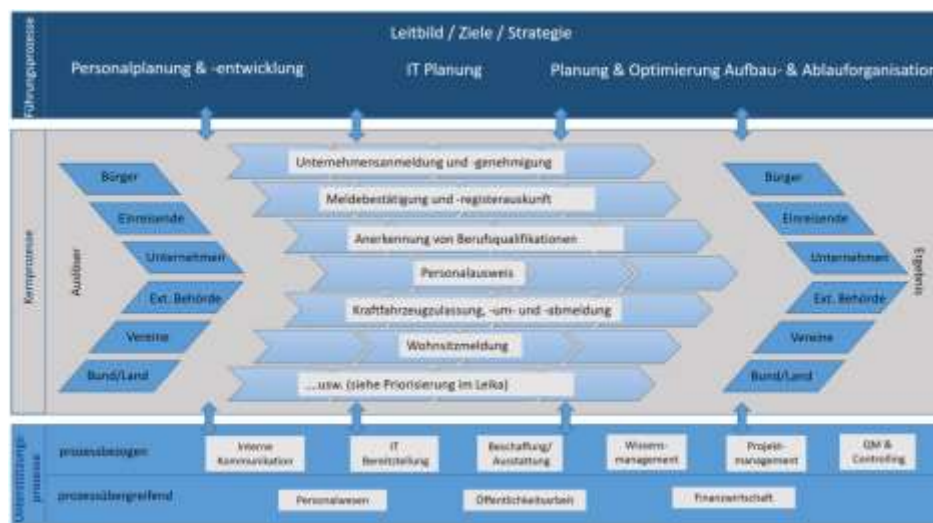 Führungsprozesse
Leitbild / Ziele / Strategie
Personalplanung & -entwicklung
IT Planung
Planung & Optimierung Aufbau- & Ablauforganisation
Kernprozesse
Auslöser
Bürger
Einreisende
Unternehmen
Ext. Behörde
Vereine
Bund/Land
Unternehmensanmeldung und -genehmigung
Meldebestätigung und -registerauskunft
Anerkennung von Berufsqualifikationen
Personalausweis
Kraftfahrzeugzulassung, -um- und -abmeldung
Wohnsitzmeldung
....usw. (siehe Priorisierung im Leika)
Bürger
Einreisende
Unternehmen
Ext. Behörde
Vereine
Bund/Land
Ergebnis
Unterstützungs
prozesse
prozessbezogen
Interne
Kommunikation
IT
Bereitstellung
Beschaffung/
Ausstattung
Wissens-
management
Projekt-
management
QM &
Controlling
prozessübergreifend
Personalwesen
Öffentlichkeitsarbeit
Finanzwirtschaft